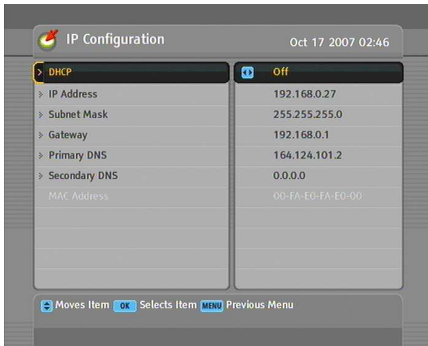 IP Configuration
Oct 17 2007 02:46
DHCP Off
IP Address 192.168.0.27
Subnet Mask 255.255.255.0
Gateway 192.168.0.1
Primary DNS 164.124.101.2
Secondary DNS 0.0.0.0
MAC Address 00-FA-E0-FA-E0-00
Moves Item OK Selects Item MENU Previous Menu